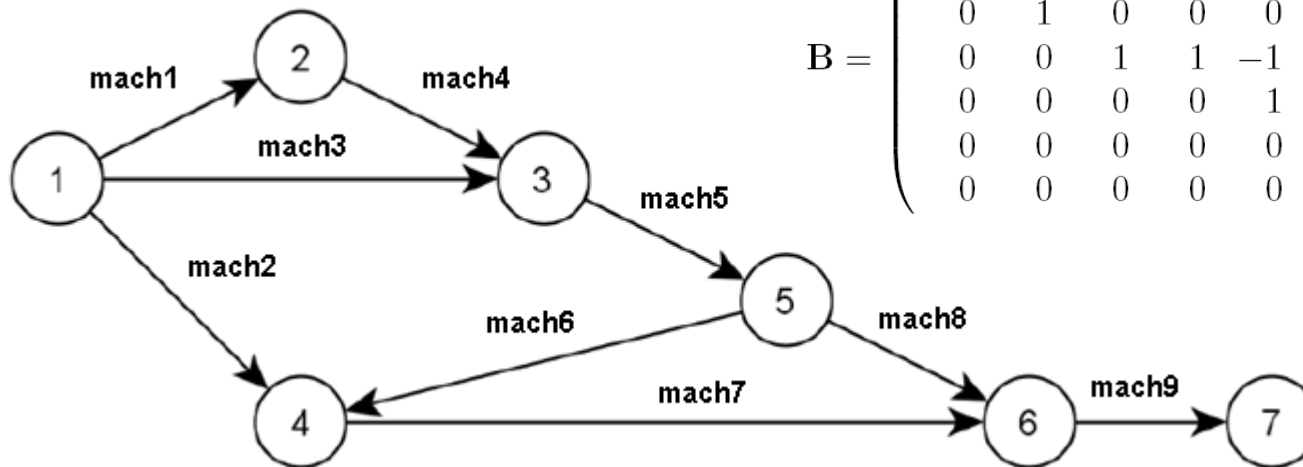 0 1 0 0 0
B = 0 0 1 1 −1
0 0 0 0 1
0 0 0 0 0
0 0 0 0 0
2
mach1
mach4
mach3
1
3
mach5
mach2
5
mach6
mach8
mach7
mach9
4
6
7